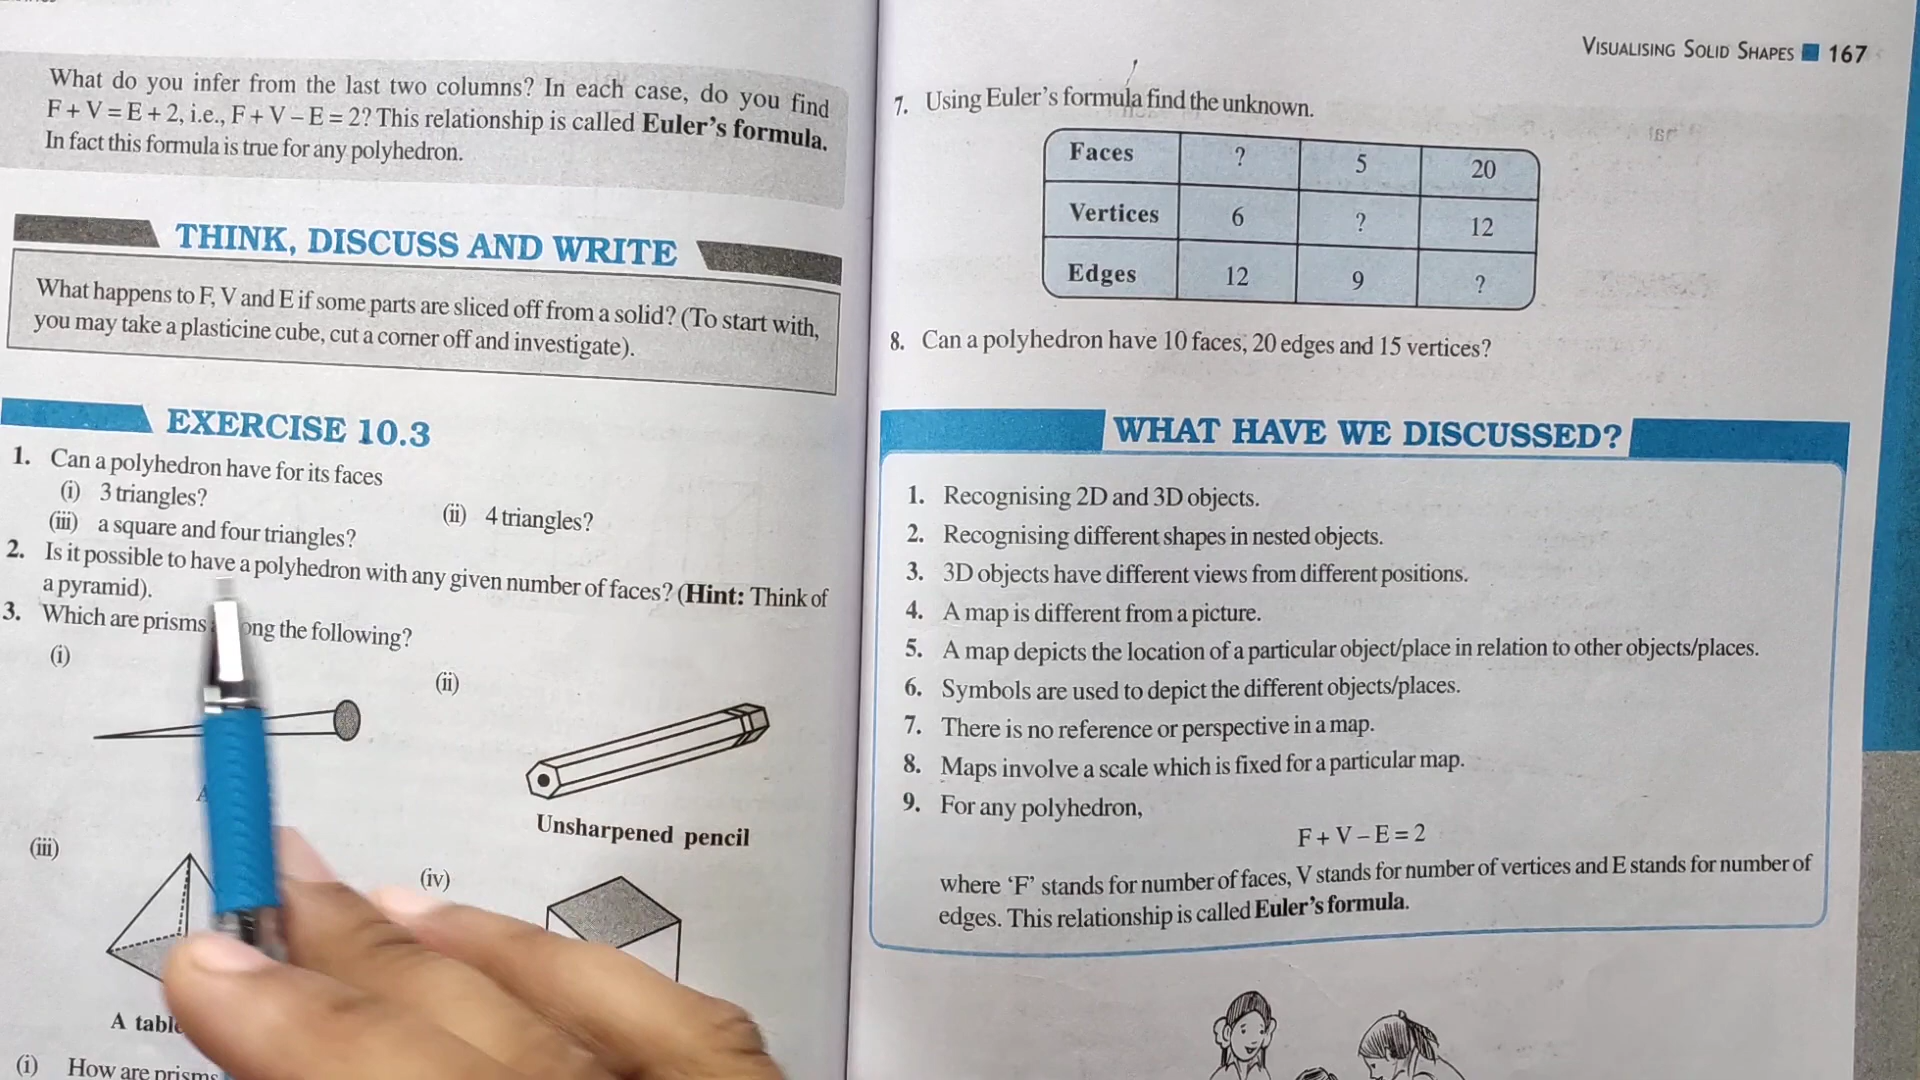 What do you infer from the last two columns? In each case, do you find
F + V = E + 2, i.e., F + V – E = 2? This relationship is called Euler's formula.
In fact this formula is true for any polyhedron.
THINK, DISCUSS AND WRITE
What happens to F, V and E if some parts are sliced off from a solid? (To start with,
you may take a plasticine cube, cut a corner off and investigate).
EXERCISE 10.3
1. Can a polyhedron have for its faces
(i) 3 triangles?
(ii) 4 triangles?
(iii) a square and four triangles?
2. Is it possible to have a polyhedron with any given number of faces? (Hint: Think of
a pyramid).
3. Which are prisms the following?
(i)
(ii)
Unsharpened pencil
(iii)
(iv)
A
(i) How are prisms
VISUALISING SOLID SHAPES 167
7. Using Euler's formula find the unknown.
Faces ? 5 20
Vertices 6 ? 12
Edges 12 9 ?
8. Can a polyhedron have 10 faces, 20 edges and 15 vertices?
WHAT HAVE WE DISCUSSED?
1. Recognising 2D and 3D objects.
2. Recognising different shapes in nested objects.
3. 3D objects have different views from different positions.
4. A map is different from a picture.
5. A map depicts the location of a particular object/place in relation to other objects/places.
6. Symbols are used to depict the different objects/places.
7. There is no reference or perspective in a map.
8. Maps involve a scale which is fixed for a particular map.
9. For any polyhedron,
F + V – E = 2
where 'F' stands for number of faces, V stands for number of vertices and E stands for number of
edges. This relationship is called Euler's formula.